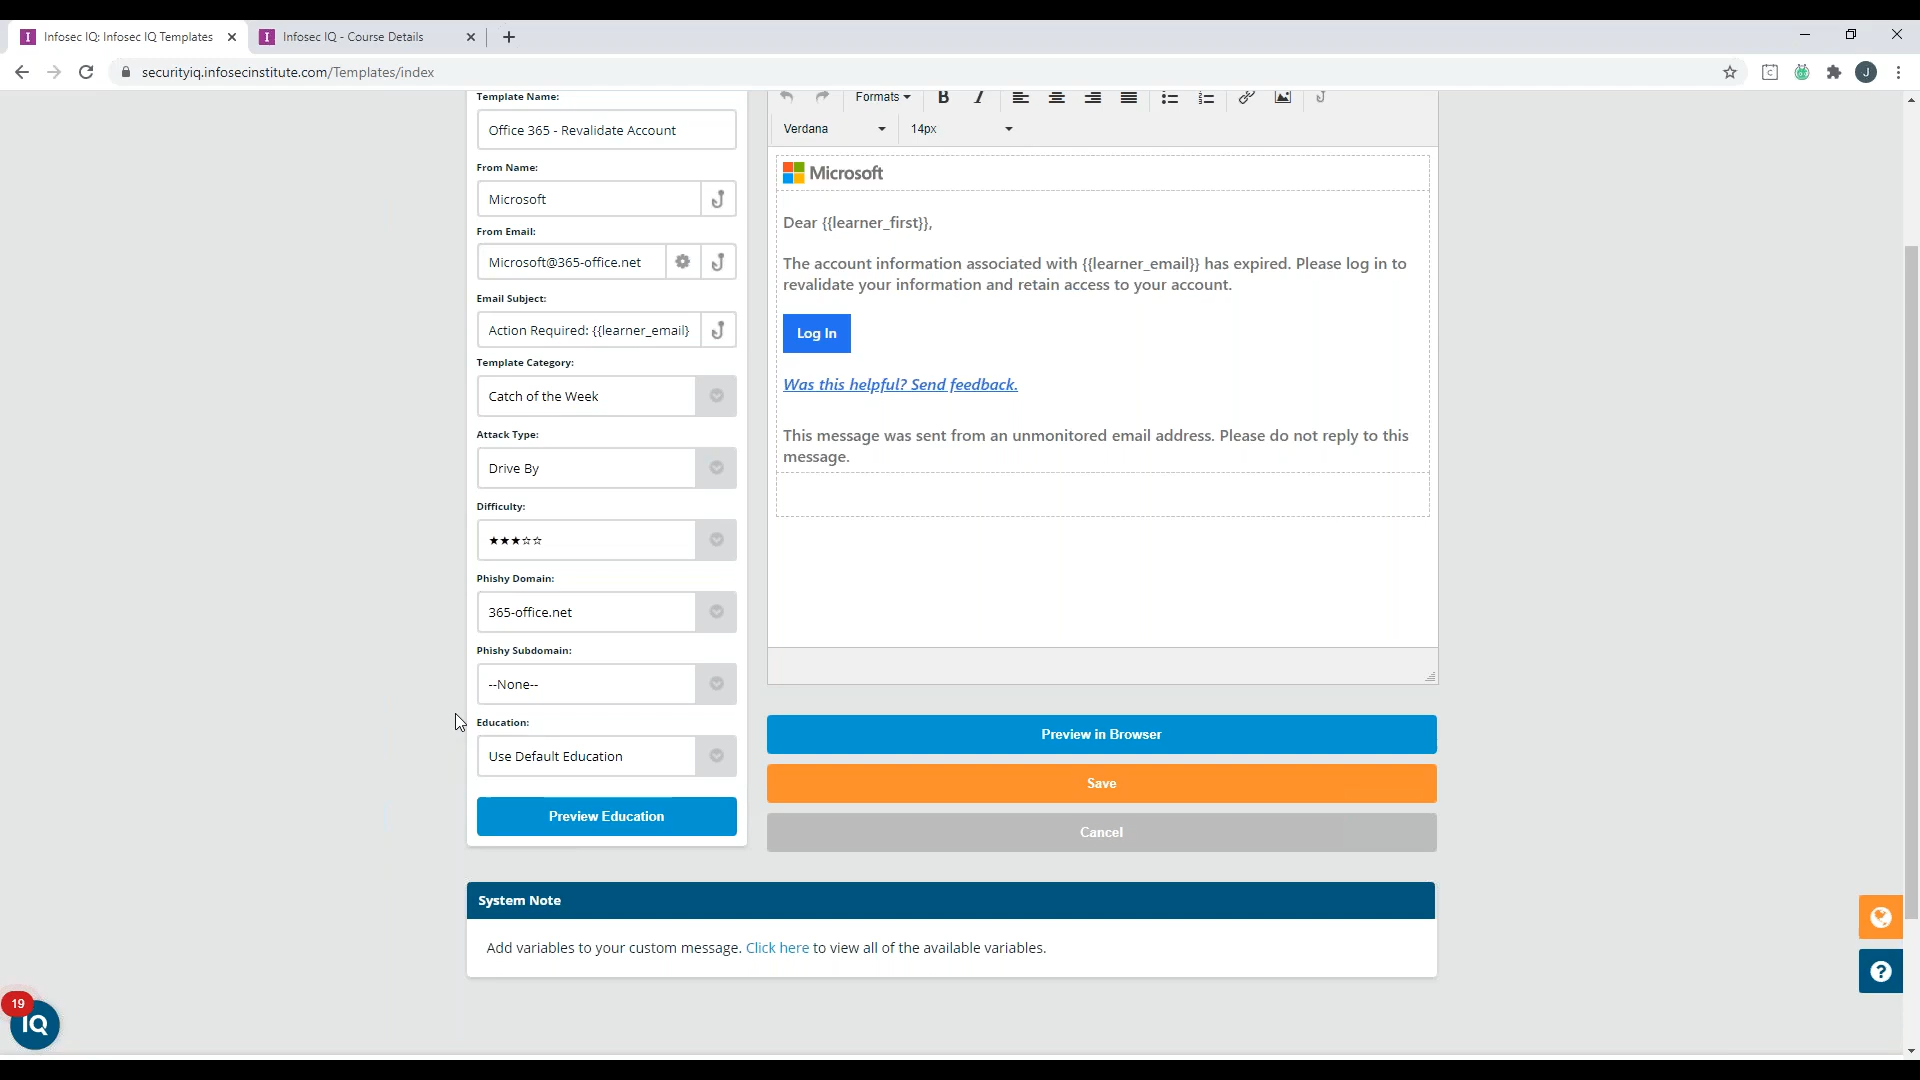 Infosec IQ: Infosec IQ Templates
Infosec IQ - Course Details
securityiq.infosecinstitute.com/Templates/index
J
Template Name:
Office 365 - Revalidate Account
From Name:
Microsoft
From Email:
Microsoft@365-office.net
Email Subject:
Action Required: {{learner_email}
Template Category:
Catch of the Week
Attack Type:
Drive By
Difficulty:
★★★☆☆
Phishy Domain:
365-office.net
Phishy Subdomain:
--None--
Education:
Use Default Education
Preview Education
Formats
B
I
Verdana
14px
Microsoft
Dear {{learner_first}},
The account information associated with {{learner_email}} has expired. Please log in to
revalidate your information and retain access to your account.
Log In
Was this helpful? Send feedback.
This message was sent from an unmonitored email address. Please do not reply to this
message.
Preview in Browser
Save
Cancel
System Note
Add variables to your custom message. Click here to view all of the available variables.
19
IQ